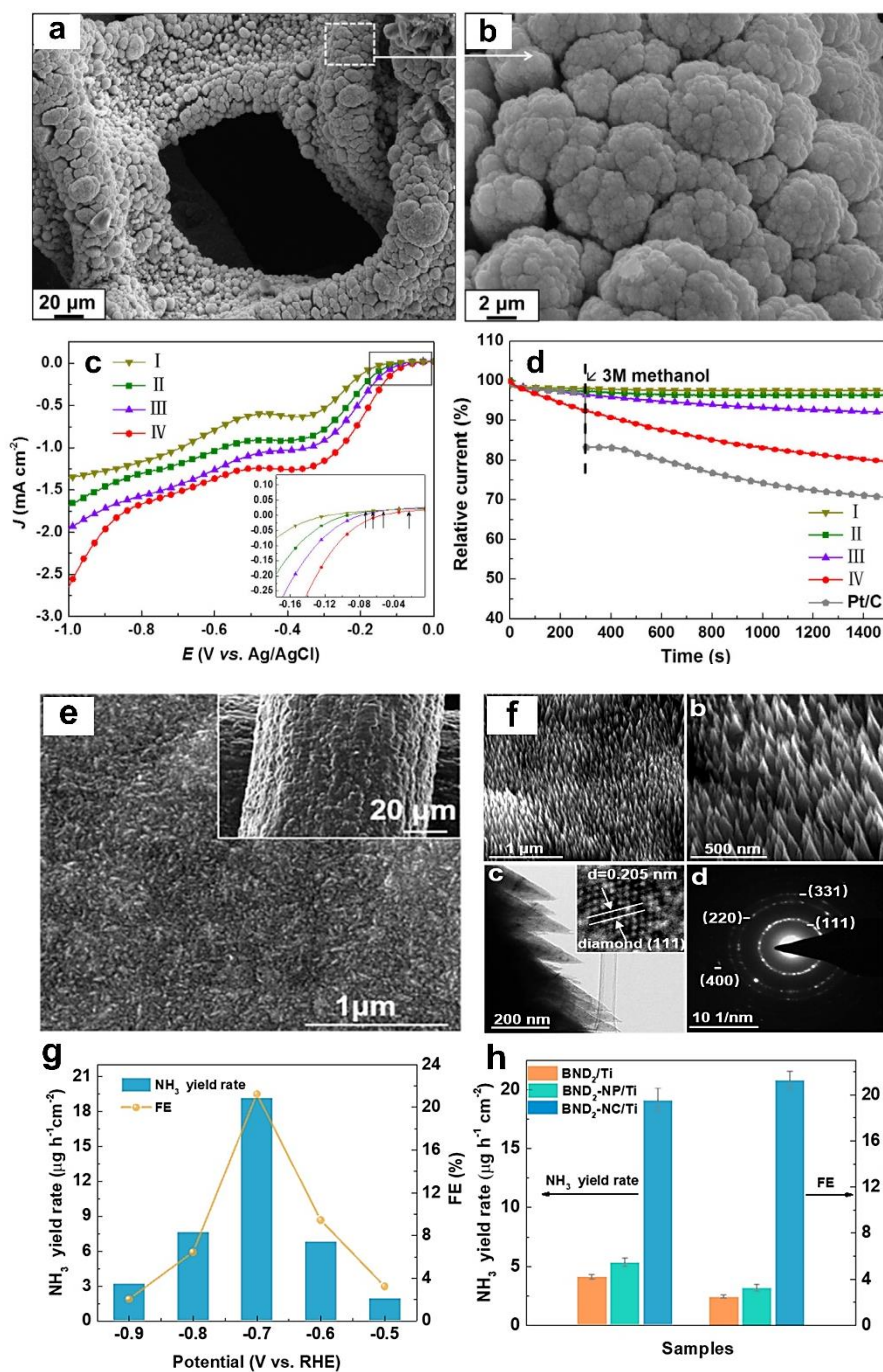 a
20 µm
b
2 µm
c
I
II
III
IV
0.0
-0.5
-1.0
-1.5
-2.0
-2.5
-3.0
J (mA cm⁻²)
-1.0 -0.8 -0.6 -0.4 -0.2 0.0
E (V vs. Ag/AgCl)
0.10
0.05
0.00
-0.05
-0.10
-0.15
-0.20
-0.25
-0.16 -0.12 -0.08 -0.04
d
3M methanol
110
100
90
80
70
60
50
40
Relative current (%)
I
II
III
IV
Pt/C
0 200 400 600 800 1000 1200 1400
Time (s)
e
20 µm
1µm
f
1 µm
b
500 nm
c
d=0.205 nm
diamond (111)
200 nm
d
(331)
(220)
(111)
(400)
10 1/nm
g
NH₃ yield rate
FE
21
18
15
12
9
6
3
0
NH₃ yield rate (µg h⁻¹cm⁻²)
24
20
16
12
8
4
0
FE (%)
-0.9 -0.8 -0.7 -0.6 -0.5
Potential (V vs. RHE)
h
BND₂/Ti
BND₂-NP/Ti
BND₂-NC/Ti
20
15
10
5
0
NH₃ yield rate (µg h⁻¹ cm⁻²)
NH₃ yield rate
FE
20
16
12
8
4
0
Samples